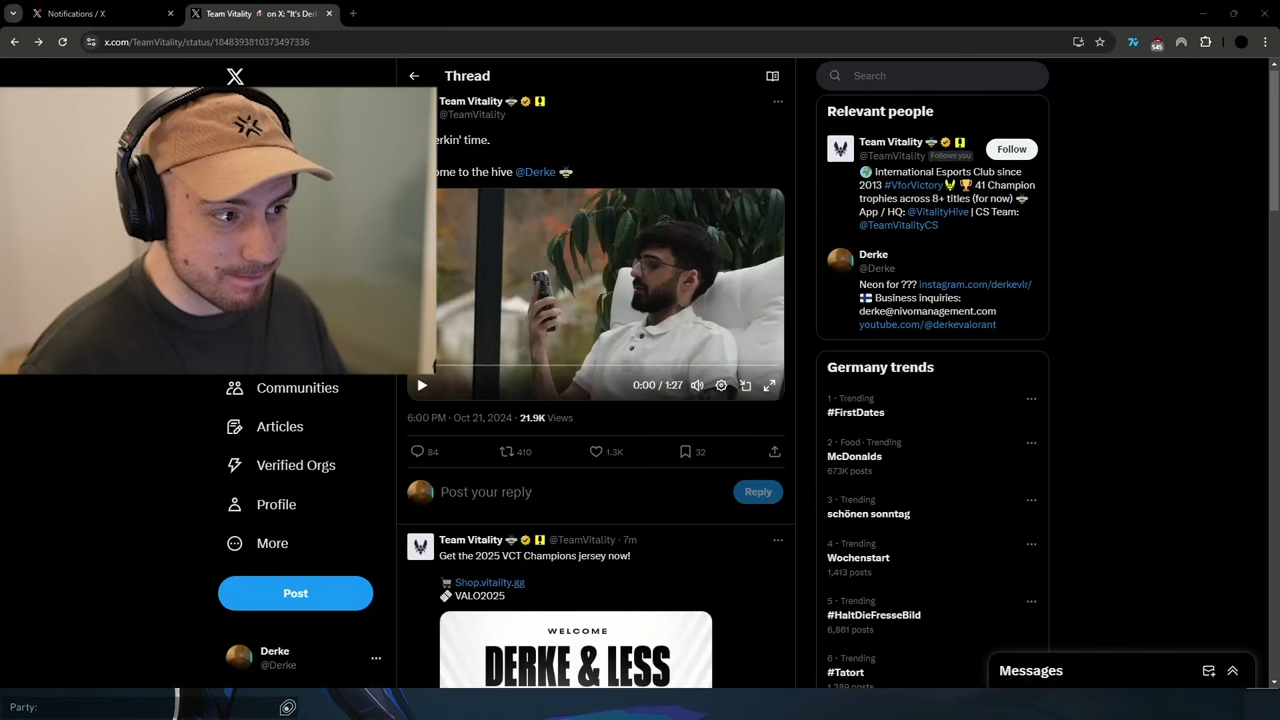 Notifications / X
Team Vitality 🐝 on X: "It's Der
x.com/TeamVitality/status/1848393810373497336
545
Thread
Team Vitality
@TeamVitality
erkin' time.
ome to the hive @Derke 🐝
0:00 / 1:27
6:00 PM · Oct 21, 2024 · 21.9K Views
84
410
1.3K
32
Post your reply
Reply
Team Vitality 🐝 @TeamVitality · 7m
Get the 2025 VCT Champions jersey now!
🛒 Shop.vitality.gg
🏷️ VALO2025
WELCOME
DERKE & LESS
Communities
Articles
Verified Orgs
Profile
More
Post
Derke
@Derke
Party:
Search
Relevant people
Team Vitality
@TeamVitality Follows you
Follow
🌍 International Esports Club since
2013 #VforVictory 🏆 41 Champion
trophies across 8+ titles (for now) 🐝
App / HQ: @VitalityHive | CS Team:
@TeamVitalityCS
Derke
@Derke
Neon for ??? instagram.com/derkevlr/
🇫🇮 Business inquiries:
derke@nivomanagement.com
youtube.com/@derkevalorant
Germany trends
1 · Trending
#FirstDates
2 · Food · Trending
McDonalds
673K posts
3 · Trending
schönen sonntag
4 · Trending
Wochenstart
1,413 posts
5 · Trending
#HaltDieFresseBild
6,861 posts
6 · Trending
#Tatort
1,389 posts
Messages